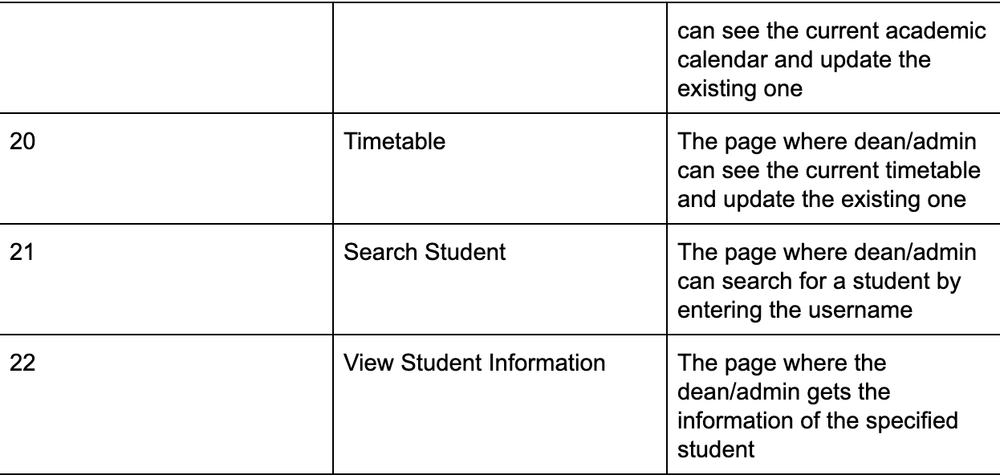 can see the current academic
calendar and update the
existing one
20
Timetable
The page where dean/admin
can see the current timetable
and update the existing one
21
Search Student
The page where dean/admin
can search for a student by
entering the username
22
View Student Information
The page where the
dean/admin gets the
information of the specified
student